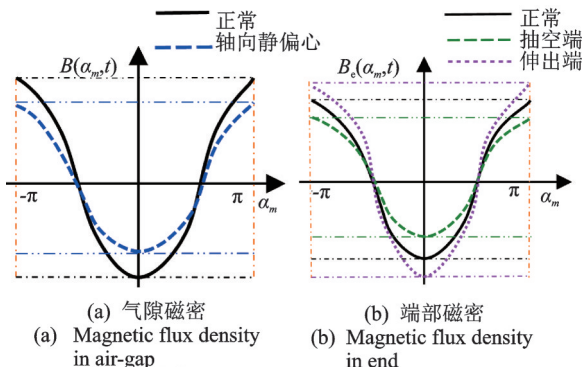 正常
轴向静偏心
B(αm,t)
-π
π
αm
(a) 气隙磁密
(a) Magnetic flux density
in air-gap
正常
抽空端
伸出端
Be(αm,t)
-π
π
αm
(b) 端部磁密
(b) Magnetic flux density
in end